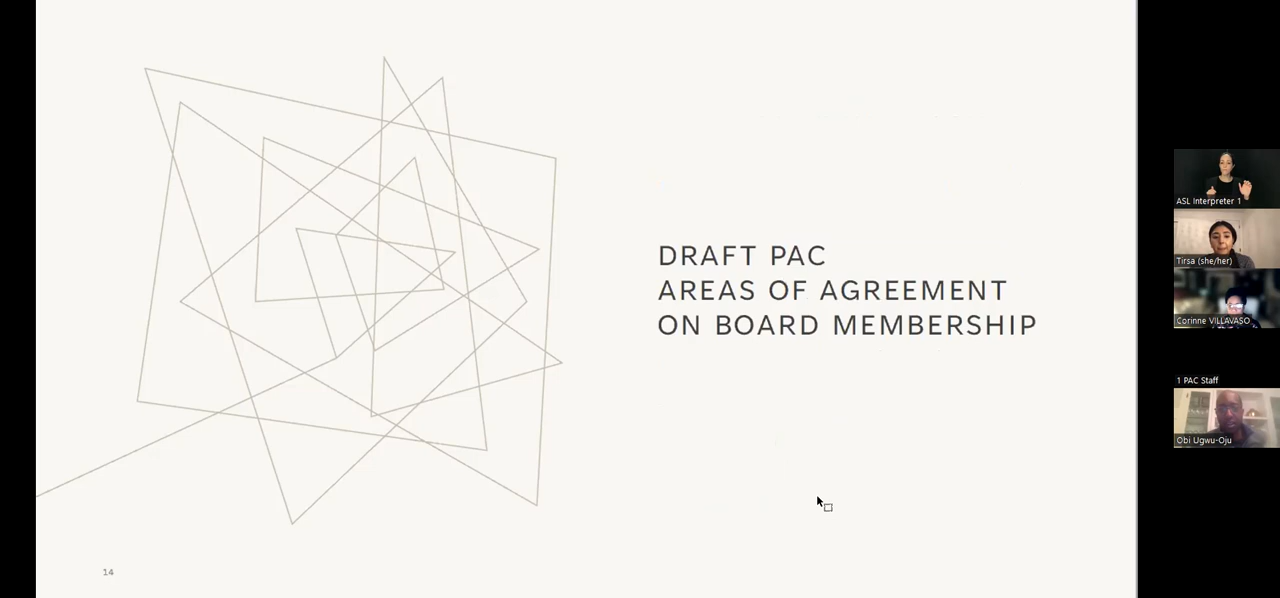 DRAFT PAC
AREAS OF AGREEMENT
ON BOARD MEMBERSHIP
14
ASL Interpreter 1
Tirsa (she/her)
Corinne VILLAVASO
1 PAC Staff
Obi Ugwu-Oju